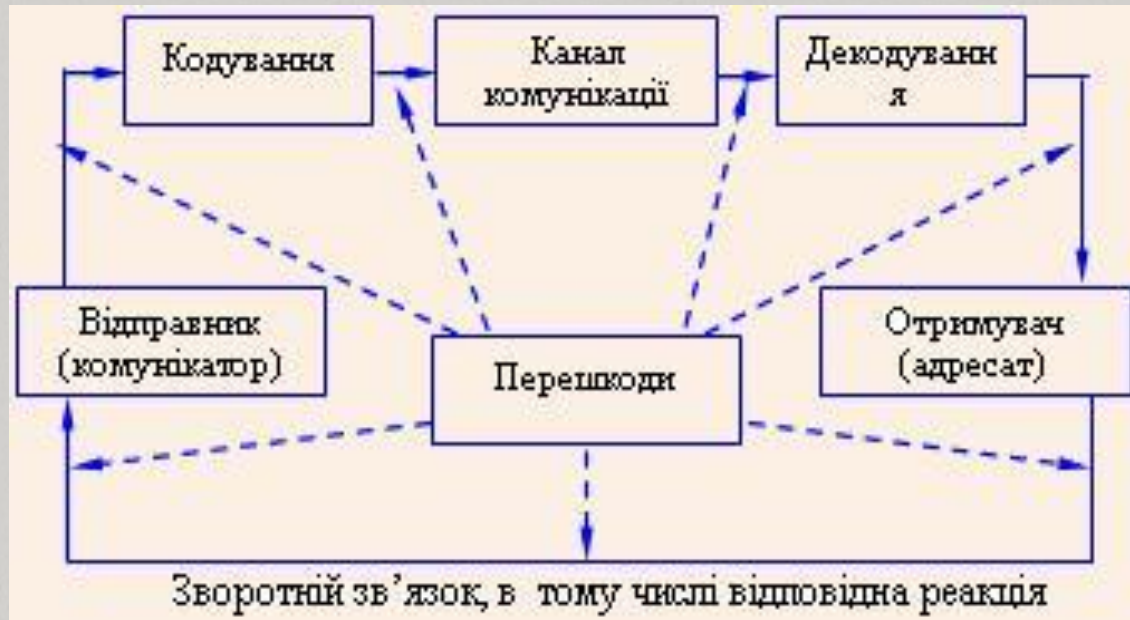 Кодування
Канал
комунікації
Декодуванн
я
Відправник
(комунікатор)
Перешкоди
Отримувач
(адресат)
Зворотній зв’язок, в тому числі відповідна реакція